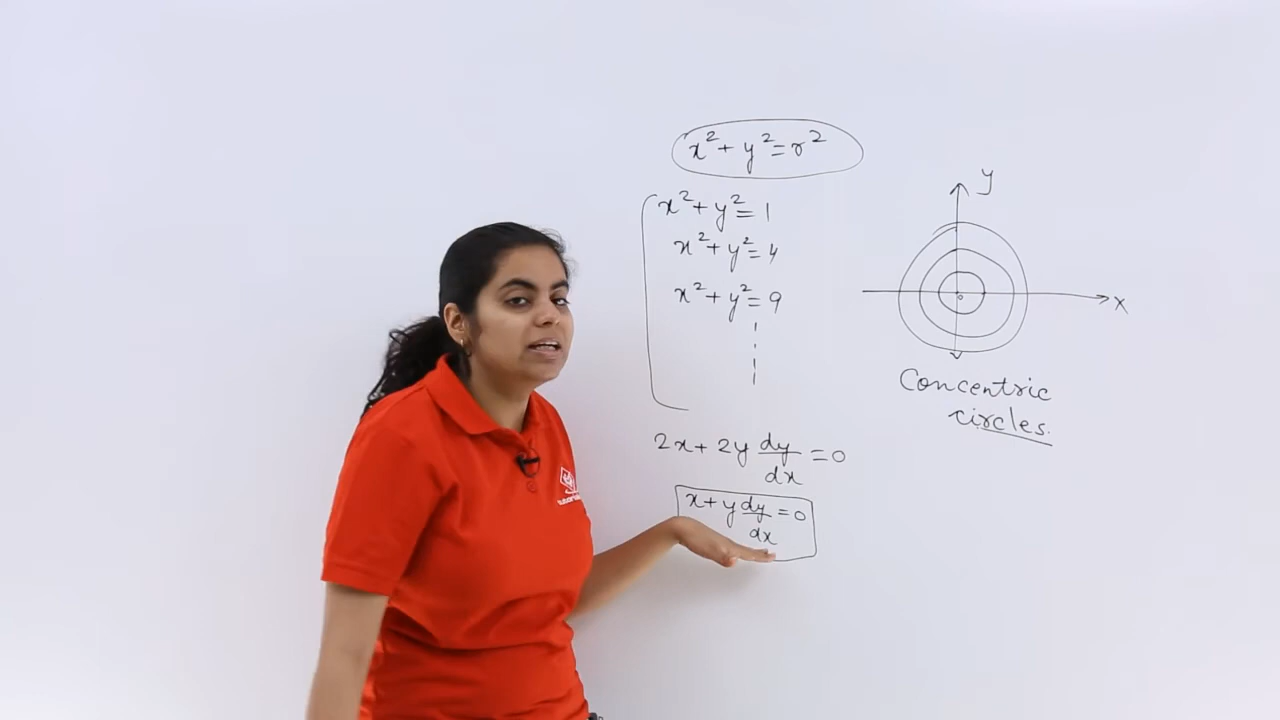 x² + y² = r²
x² + y² = 1
x² + y² = 4
x² + y² = 9
2x + 2y dy/dx = 0
x + y dy/dx = 0
y
x
Concentric
circles.